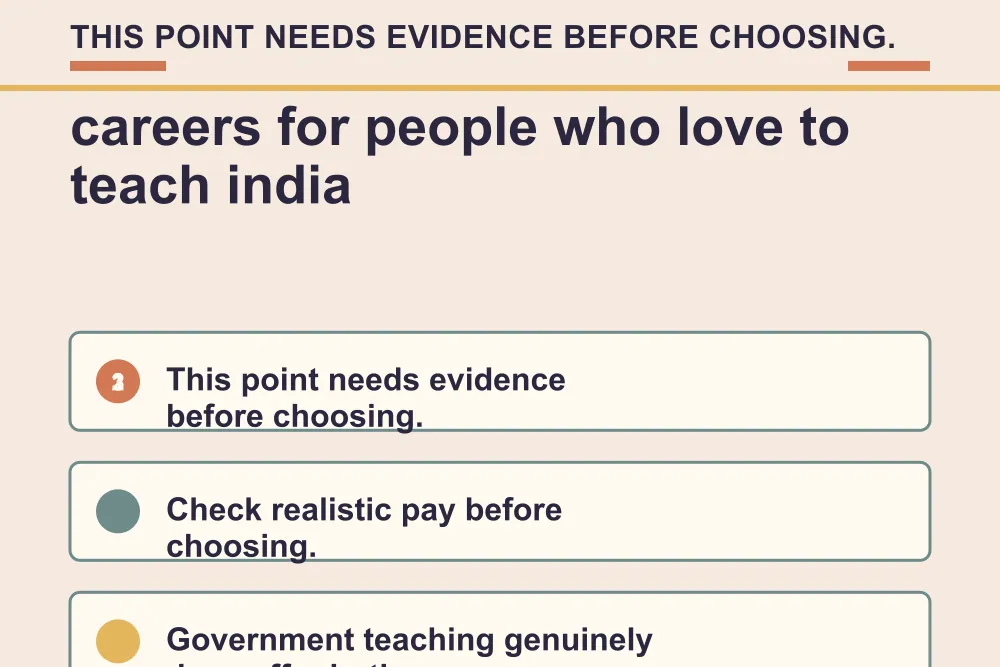 THIS POINT NEEDS EVIDENCE BEFORE CHOOSING.
careers for people who love to
teach india
This point needs evidence
before choosing.
Check realistic pay before
choosing.
Government teaching genuinely